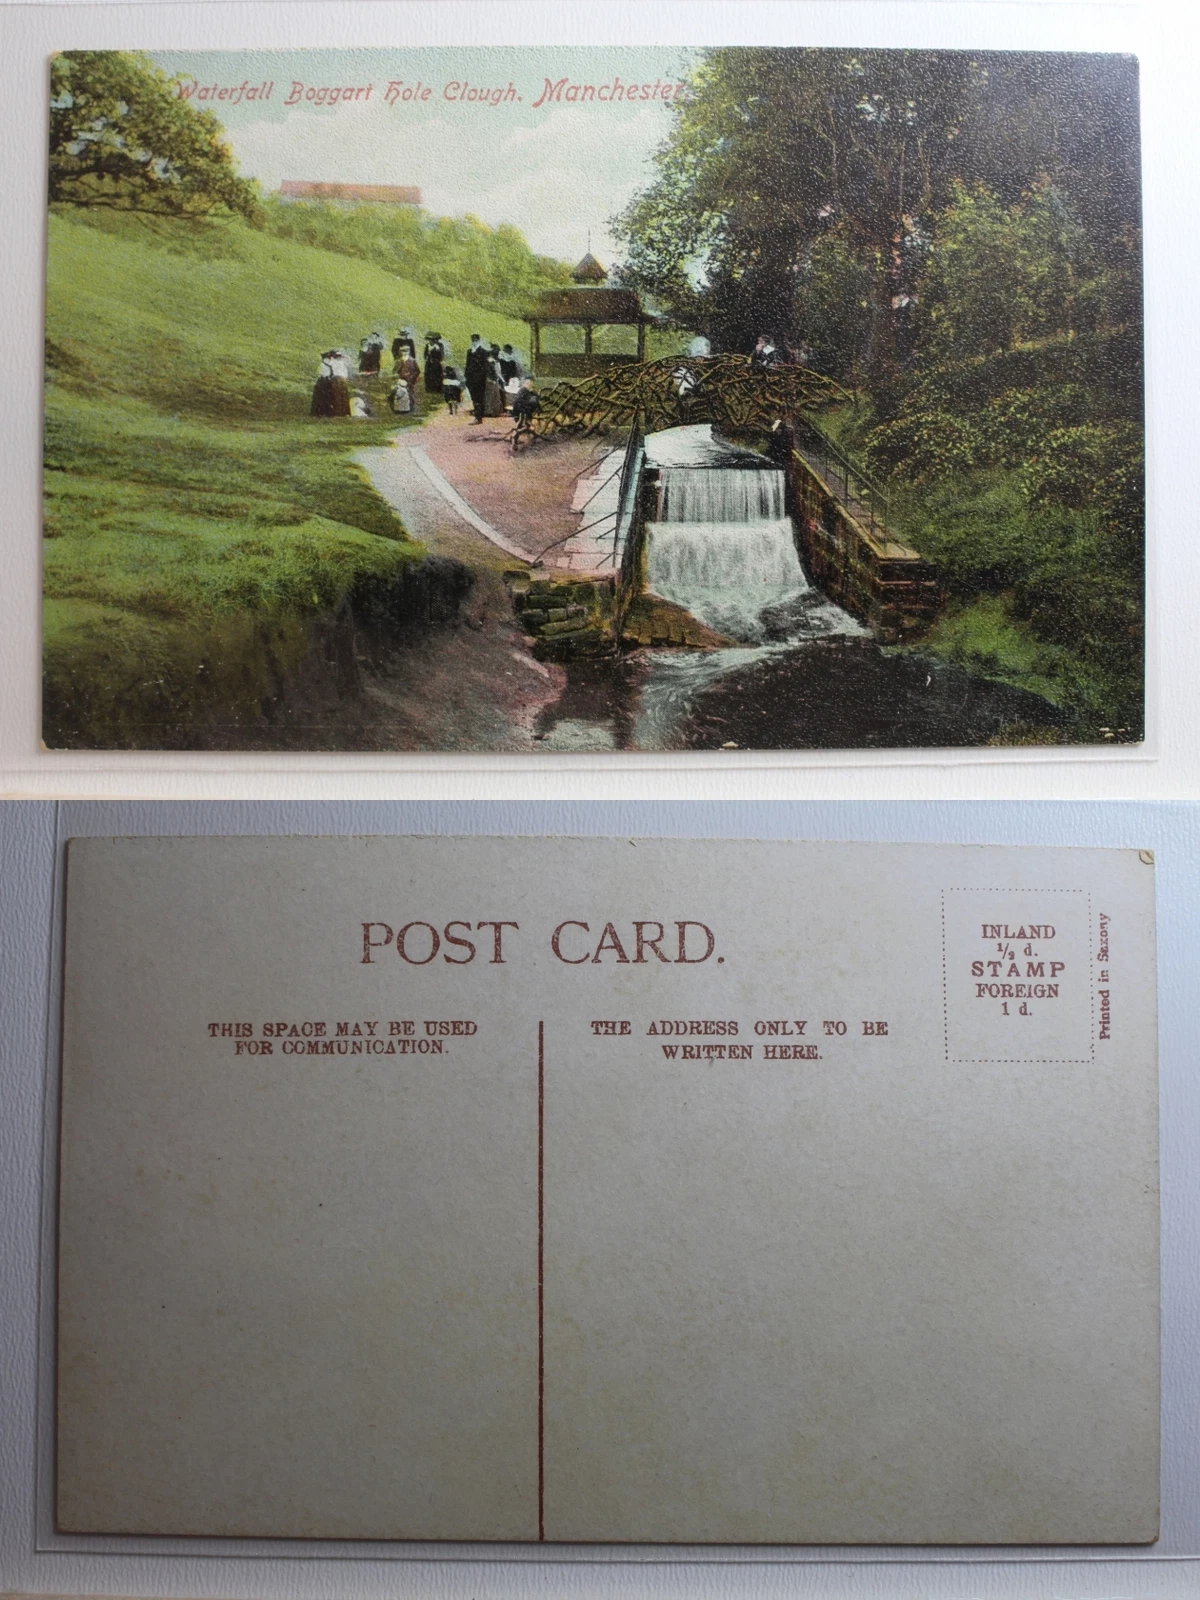 Waterfall Boggart Hole Clough. Manchester
POST CARD.
THIS SPACE MAY BE USED
FOR COMMUNICATION.
THE ADDRESS ONLY TO BE
WRITTEN HERE.
INLAND
½ d.
STAMP
FOREIGN
1 d.
Printed in Saxony